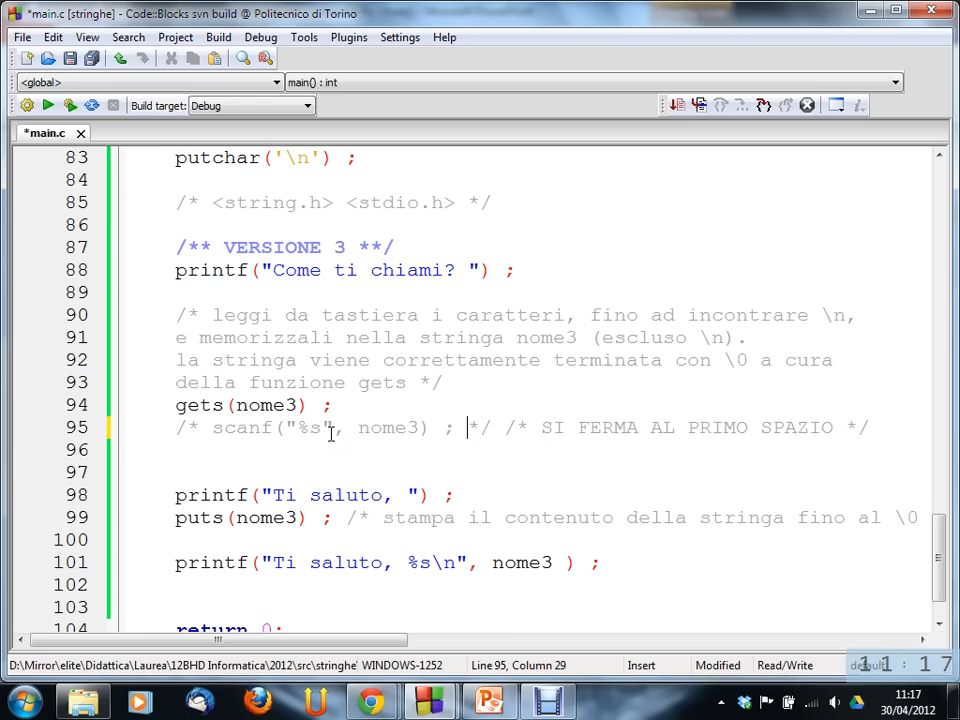 *main.c [stringhe] - Code::Blocks svn build @ Politecnico di Torino
File Edit View Search Project Build Debug Tools Plugins Settings Help
<global> main() : int
Build target: Debug
*main.c
83 putchar('\n') ;
84
85 /* <string.h> <stdio.h> */
86
87 /** VERSIONE 3 **/
88 printf("Come ti chiami? ") ;
89
90 /* leggi da tastiera i caratteri, fino ad incontrare \n,
91 e memorizzali nella stringa nome3 (escluso \n).
92 la stringa viene correttamente terminata con \0 a cura
93 della funzione gets */
94 gets(nome3) ;
95 /* scanf("%s", nome3) ; */ /* SI FERMA AL PRIMO SPAZIO */
96
97
98 printf("Ti saluto, ") ;
99 puts(nome3) ; /* stampa il contenuto della stringa fino al \0
100
101 printf("Ti saluto, %s\n", nome3 ) ;
102
103
104 return 0;
D:\Mirror\elite\Didattica\Laurea\12BHD Informatica\2012\src\stringhe WINDOWS-1252 Line 95, Column 29 Insert Modified Read/Write default
11:17
11:17
30/04/2012